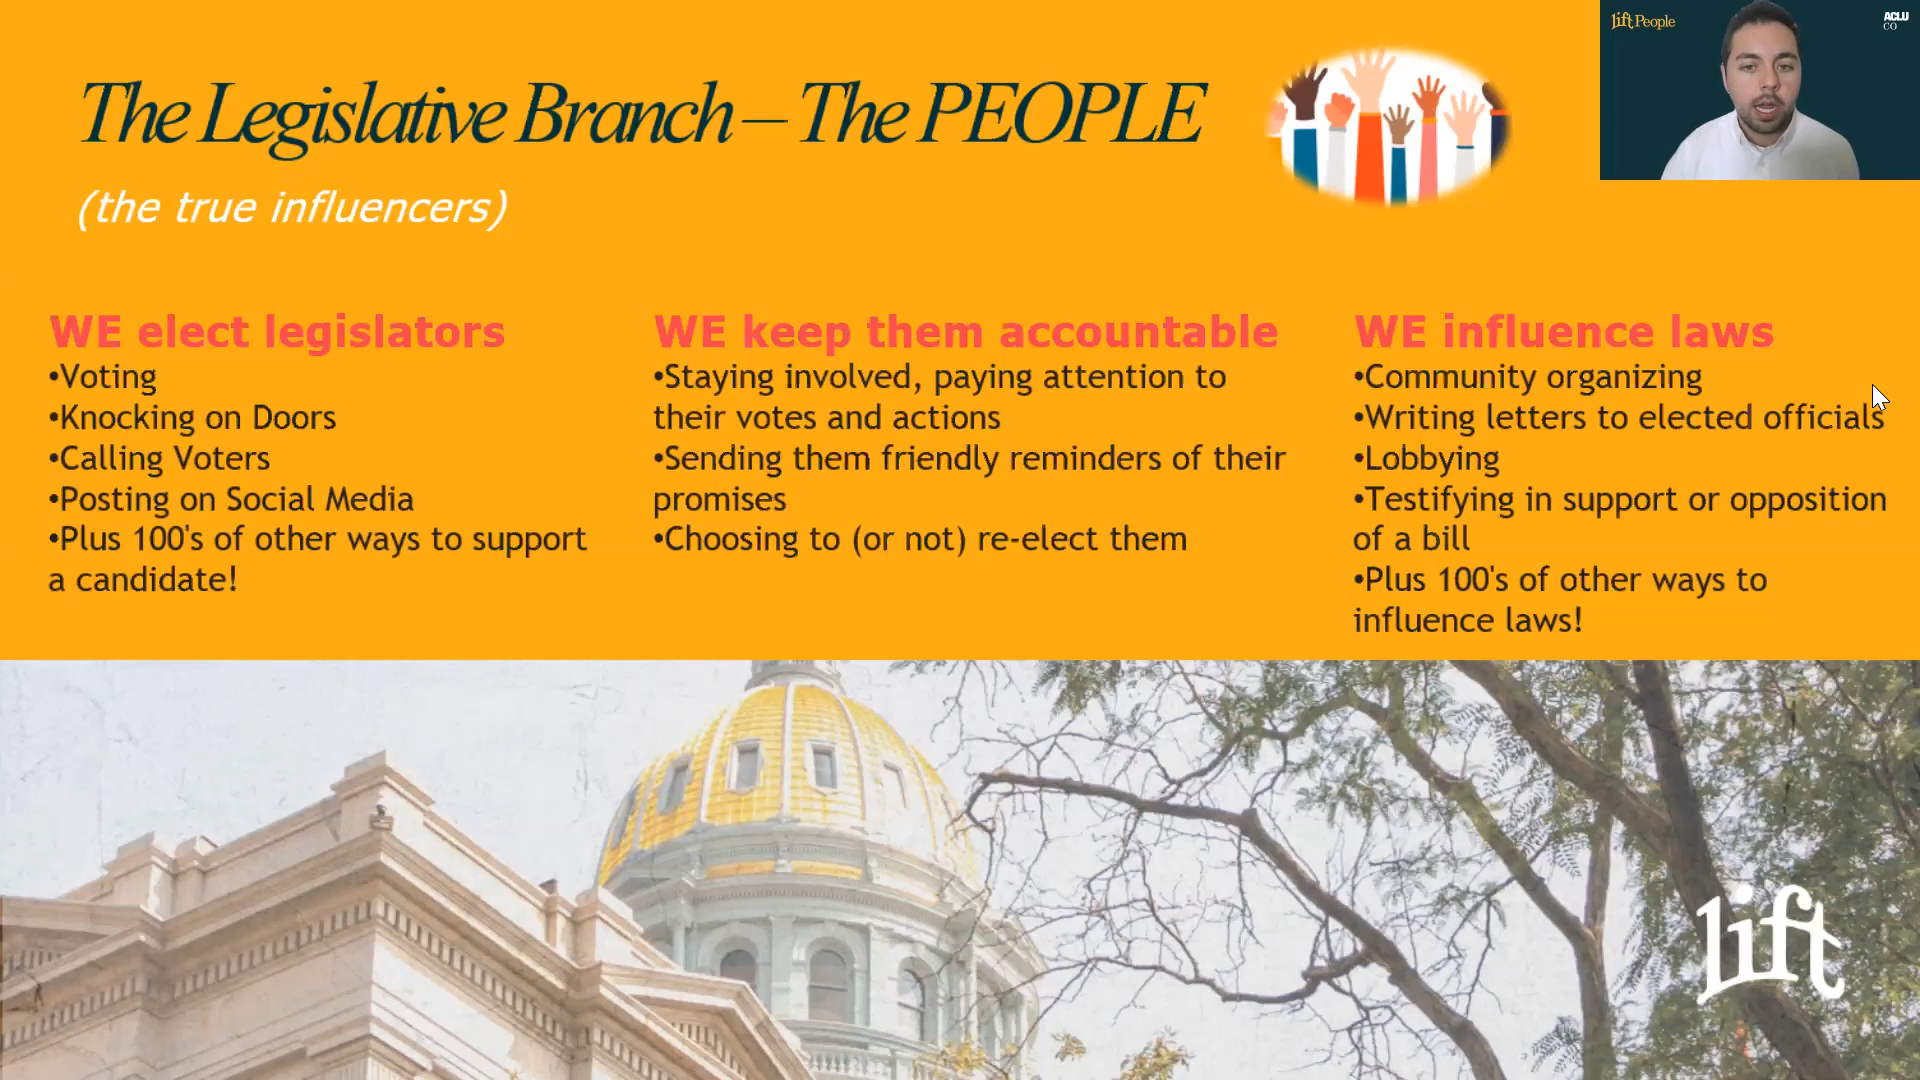 The Legislative Branch – The PEOPLE
(the true influencers)
lift People
ACLU
CO
WE elect legislators
•Voting
•Knocking on Doors
•Calling Voters
•Posting on Social Media
•Plus 100's of other ways to support
a candidate!
WE keep them accountable
•Staying involved, paying attention to
their votes and actions
•Sending them friendly reminders of their
promises
•Choosing to (or not) re-elect them
WE influence laws
•Community organizing
•Writing letters to elected officials
•Lobbying
•Testifying in support or opposition
of a bill
•Plus 100's of other ways to
influence laws!
lift